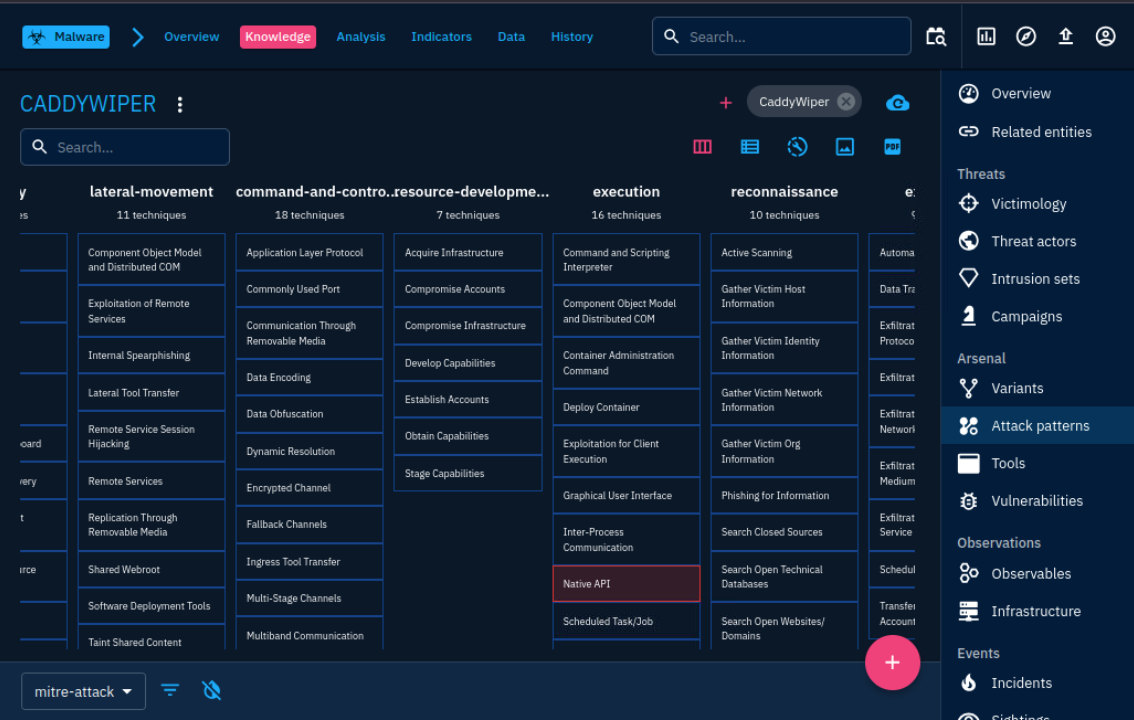 Malware
Overview
Knowledge
Analysis
Indicators
Data
History
Search...
CADDYWIPER
CaddyWiper
Search...
PDF
y
es
oard
very
t
urce
lateral-movement
11 techniques
Component Object Model
and Distributed COM
Exploitation of Remote
Services
Internal Spearphishing
Lateral Tool Transfer
Remote Service Session
Hijacking
Remote Services
Replication Through
Removable Media
Shared Webroot
Software Deployment Tools
Taint Shared Content
command-and-contro...
18 techniques
Application Layer Protocol
Commonly Used Port
Communication Through
Removable Media
Data Encoding
Data Obfuscation
Dynamic Resolution
Encrypted Channel
Fallback Channels
Ingress Tool Transfer
Multi-Stage Channels
Multiband Communication
resource-developme...
7 techniques
Acquire Infrastructure
Compromise Accounts
Compromise Infrastructure
Develop Capabilities
Establish Accounts
Obtain Capabilities
Stage Capabilities
execution
16 techniques
Command and Scripting
Interpreter
Component Object Model
and Distributed COM
Container Administration
Command
Deploy Container
Exploitation for Client
Execution
Graphical User Interface
Inter-Process
Communication
Native API
Scheduled Task/Job
reconnaissance
10 techniques
Active Scanning
Gather Victim Host
Information
Gather Victim Identity
Information
Gather Victim Network
Information
Gather Victim Org
Information
Phishing for Information
Search Closed Sources
Search Open Technical
Databases
Search Open Websites/
Domains
Automa
Data Tra
Exfiltrat
Protoco
Exfiltrat
Exfiltrat
Network
Exfiltrat
Medium
Exfiltrat
Service
Schedul
Transfer
Account
mitre-attack
Overview
Related entities
Threats
Victimology
Threat actors
Intrusion sets
Campaigns
Arsenal
Variants
Attack patterns
Tools
Vulnerabilities
Observations
Observables
Infrastructure
Events
Incidents
Sightings